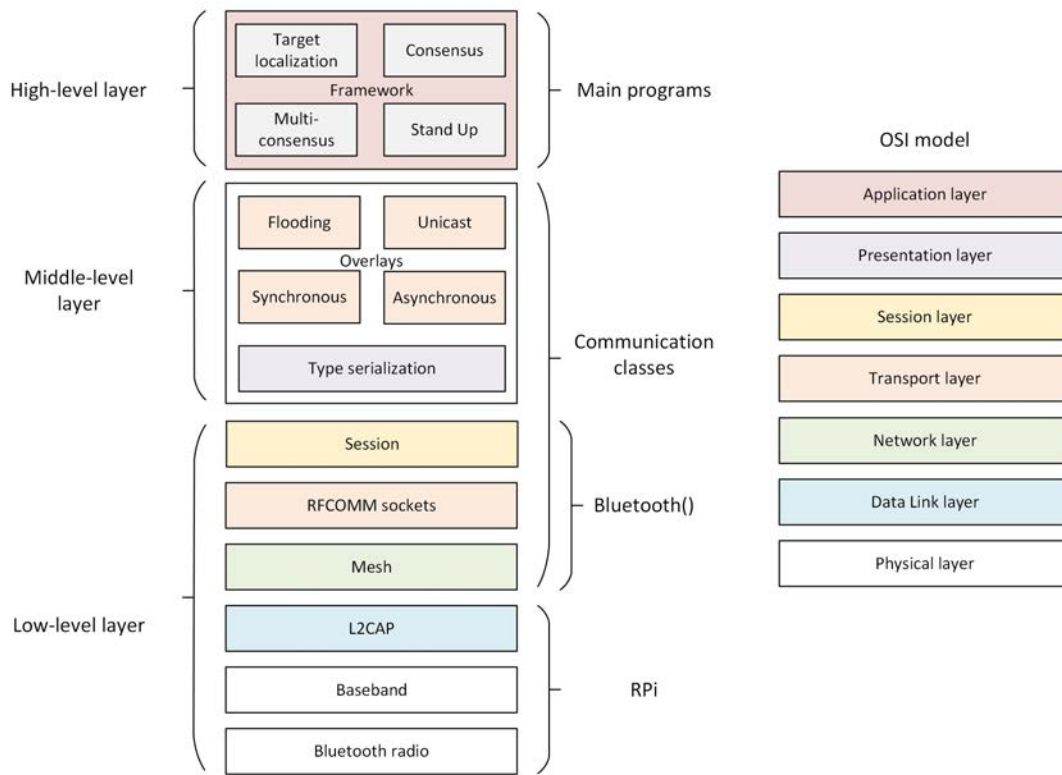 High-level layer
Target
localization
Consensus
Framework
Multi-
consensus
Stand Up
Main programs
Middle-level
layer
Flooding
Unicast
Overlays
Synchronous
Asynchronous
Type serialization
Communication
classes
Low-level layer
Session
RFCOMM sockets
Mesh
Bluetooth()
L2CAP
Baseband
Bluetooth radio
RPi
OSI model
Application layer
Presentation layer
Session layer
Transport layer
Network layer
Data Link layer
Physical layer